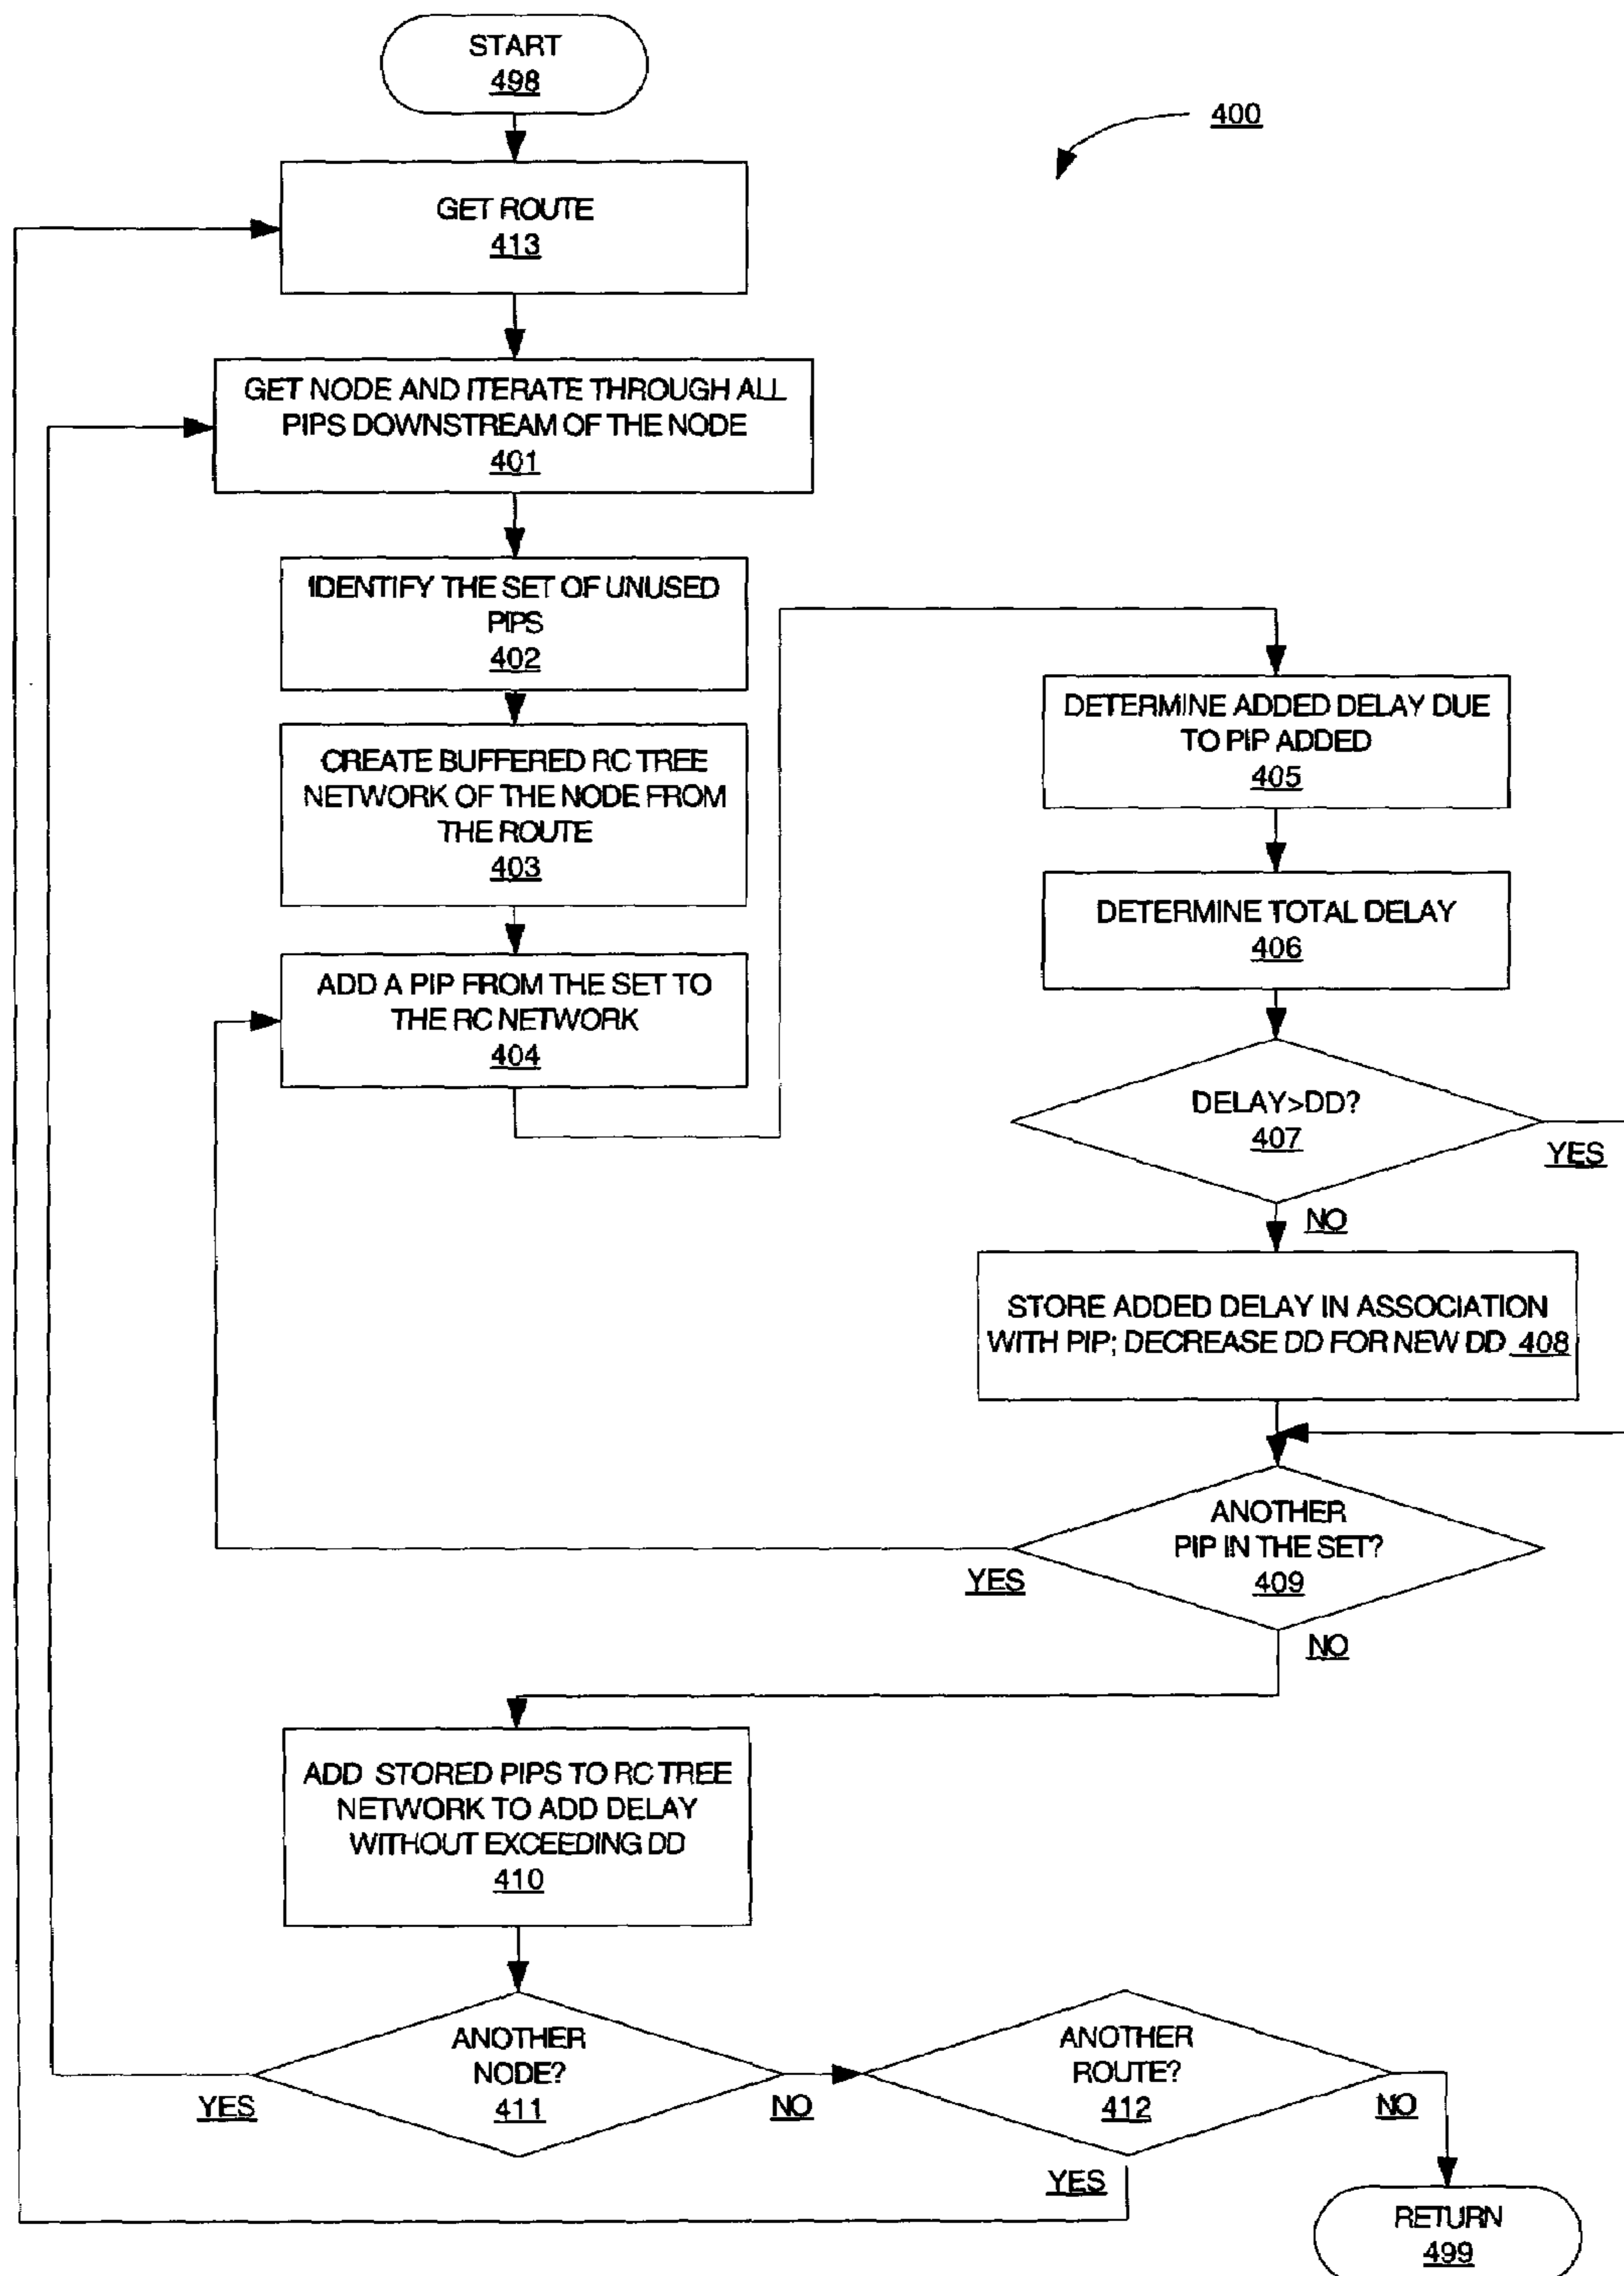 START
498
400
GET ROUTE
413
GET NODE AND ITERATE THROUGH ALL
PIPS DOWNSTREAM OF THE NODE
401
IDENTIFY THE SET OF UNUSED
PIPS
402
CREATE BUFFERED RC TREE
NETWORK OF THE NODE FROM
THE ROUTE
403
ADD A PIP FROM THE SET TO
THE RC NETWORK
404
DETERMINE ADDED DELAY DUE
TO PIP ADDED
405
DETERMINE TOTAL DELAY
406
DELAY>DD?
407
YES
NO
STORE ADDED DELAY IN ASSOCIATION
WITH PIP; DECREASE DD FOR NEW DD 408
ANOTHER
PIP IN THE SET?
409
YES
NO
ADD STORED PIPS TO RC TREE
NETWORK TO ADD DELAY
WITHOUT EXCEEDING DD
410
ANOTHER
NODE?
411
YES
NO
ANOTHER
ROUTE?
412
NO
YES
RETURN
499